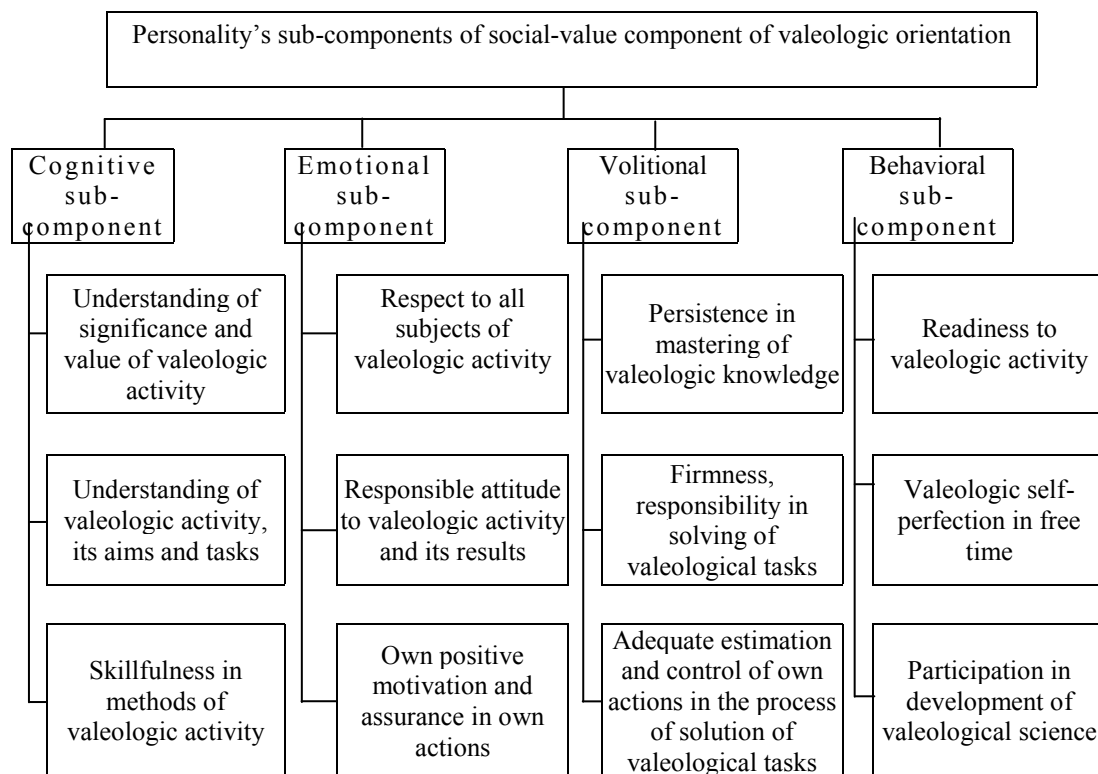 Personality's sub-components of social-value component of valeologic orientation
Cognitive
sub-
component
Emotional
sub-
component
Volitional
sub-
component
Behavioral
sub-
component
Understanding of
significance and
value of valeologic
activity
Respect to all
subjects of
valeologic activity
Persistence in
mastering of
valeologic knowledge
Readiness to
valeologic activity
Understanding of
valeologic activity,
its aims and tasks
Responsible attitude
to valeologic activity
and its results
Firmness,
responsibility in
solving of
valeological tasks
Valeologic self-
perfection in free
time
Skillfulness in
methods of
valeologic activity
Own positive
motivation and
assurance in own
actions
Adequate estimation
and control of own
actions in the process
of solution of
valeological tasks
Participation in
development of
valeological science